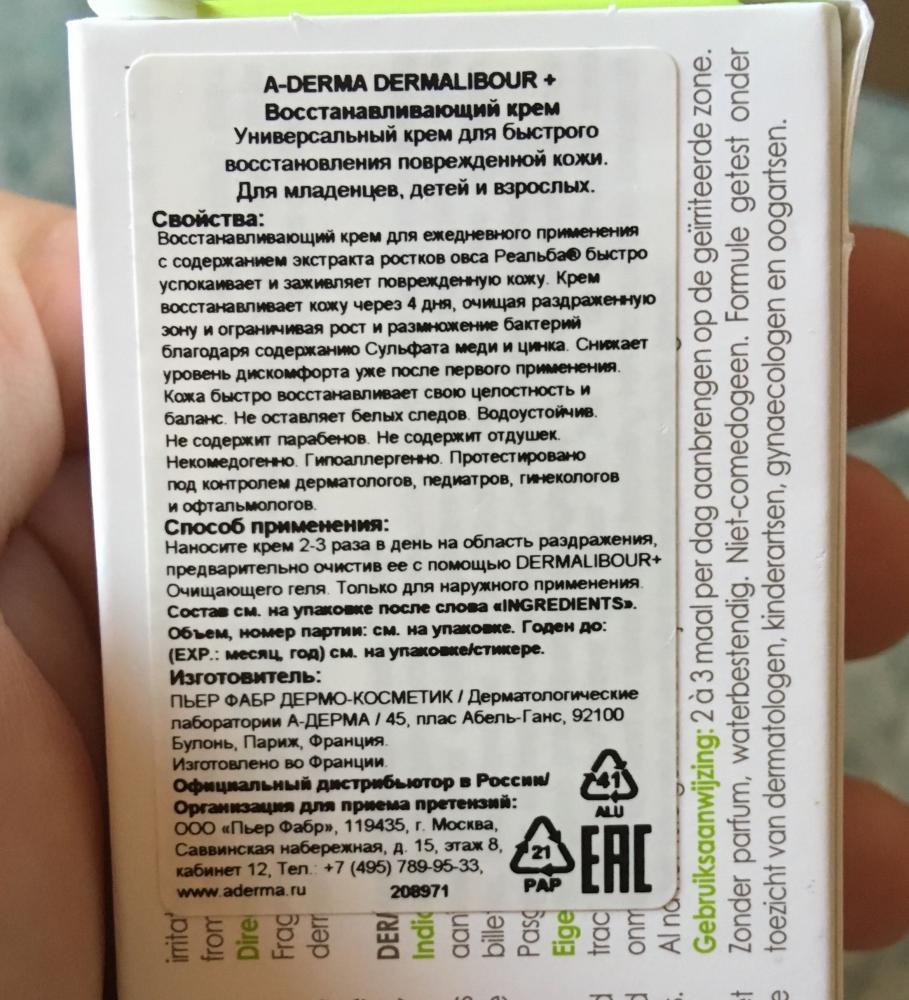 A-DERMA DERMALIBOUR +
Восстанавливающий крем
Универсальный крем для быстрого
восстановления поврежденной кожи.
Для младенцев, детей и взрослых.
Свойства:
Восстанавливающий крем для ежедневного применения
с содержанием экстракта ростков овса Реальба® быстро
успокаивает и заживляет поврежденную кожу. Крем
восстанавливает кожу через 4 дня, очищая раздраженную
зону и ограничивая рост и размножение бактерий
благодаря содержанию Сульфата меди и цинка. Снижает
уровень дискомфорта уже после первого применения.
Кожа быстро восстанавливает свою целостность и
баланс. Не оставляет белых следов. Водоустойчив.
Не содержит парабенов. Не содержит отдушек.
Некомедогенно. Гипоаллергенно. Протестировано
под контролем дерматологов, педиатров, гинекологов
и офтальмологов.
Способ применения:
Наносите крем 2-3 раза в день на область раздражения,
предварительно очистив ее с помощью DERMALIBOUR+
Очищающего геля. Только для наружного применения.
Состав см. на упаковке после слова «INGREDIENTS».
Объем, номер партии: см. на упаковке. Годен до:
(EXP.: месяц, год) см. на упаковке/стикере.
Изготовитель:
ПЬЕР ФАБР ДЕРМО-КОСМЕТИК / Дерматологические
лаборатории А-ДЕРМА / 45, плас Абель-Ганс, 92100
Булонь, Париж, Франция.
Изготовлено во Франции.
Официальный дистрибьютор в России/
Организация для приема претензий:
ООО «Пьер Фабр», 119435, г. Москва,
Саввинская набережная, д. 15, этаж 8,
кабинет 12, Тел.: +7 (495) 789-95-33,
www.aderma.ru 208971
41
ALU
21
PAP
EAC
Gebruiksaanwijzing: 2 à 3 maal per dag aanbrengen op de geïrriteerde zone.
Zonder parfum, waterbestendig. Niet-comedogeen. Formule getest onder
toezicht van dermatologen, kinderartsen, gynaecologen en oogartsen.